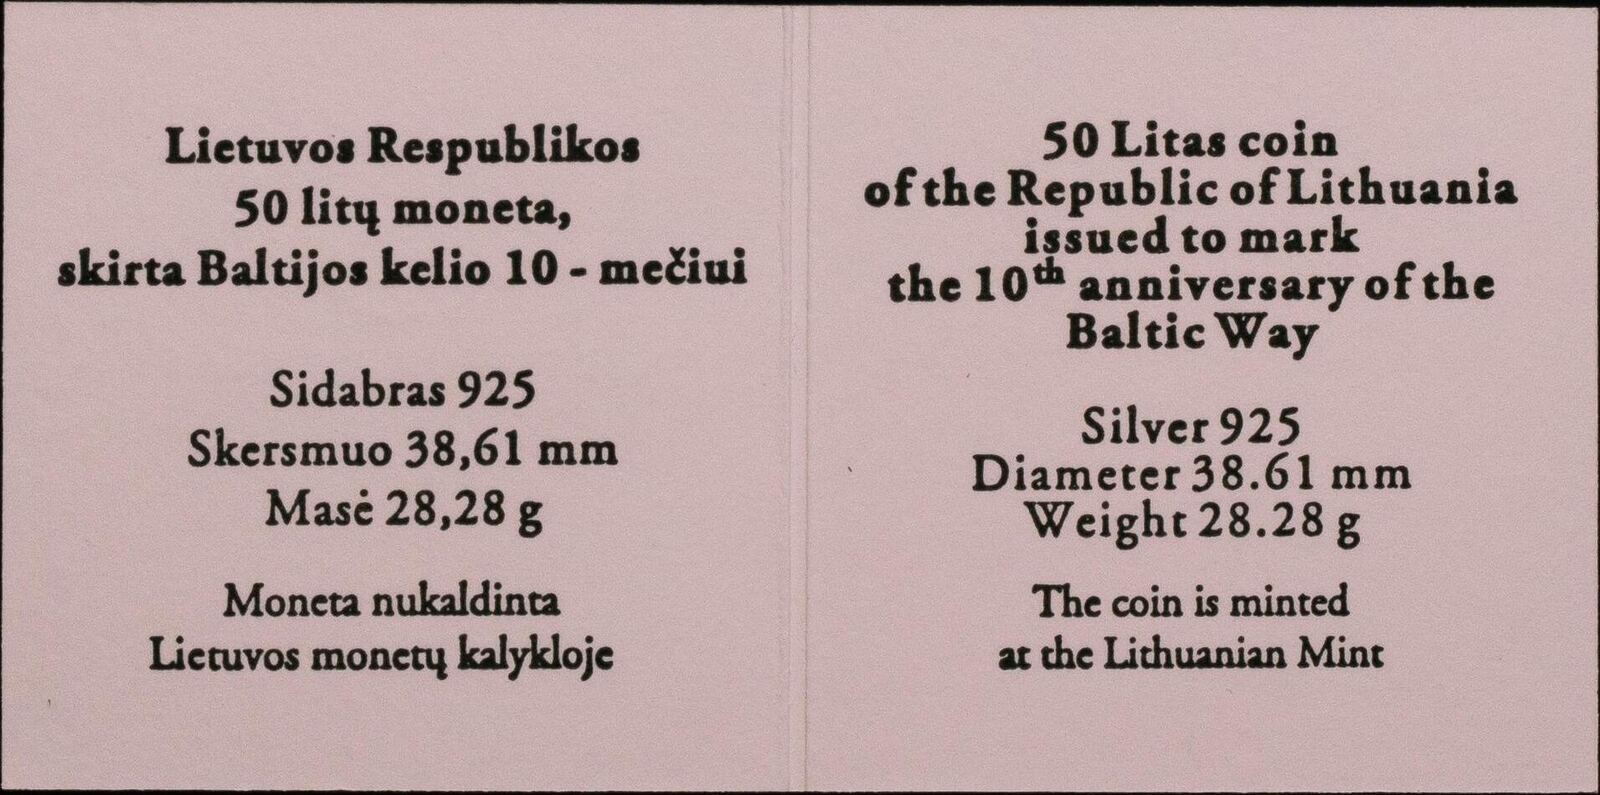 Lietuvos Respublikos
50 litų moneta,
skirta Baltijos kelio 10 - mečiui
Sidabras 925
Skersmuo 38,61 mm
Masė 28,28 g
Moneta nukaldinta
Lietuvos monetų kalykloje
50 Litas coin
of the Republic of Lithuania
issued to mark
the 10th anniversary of the
Baltic Way
Silver 925
Diameter 38.61 mm
Weight 28.28 g
The coin is minted
at the Lithuanian Mint